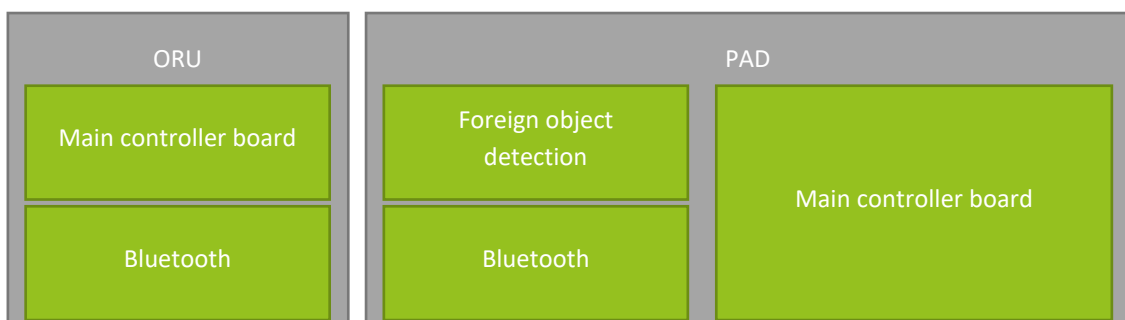 ORU
Main controller board
Bluetooth
PAD
Foreign object
detection
Bluetooth
Main controller board